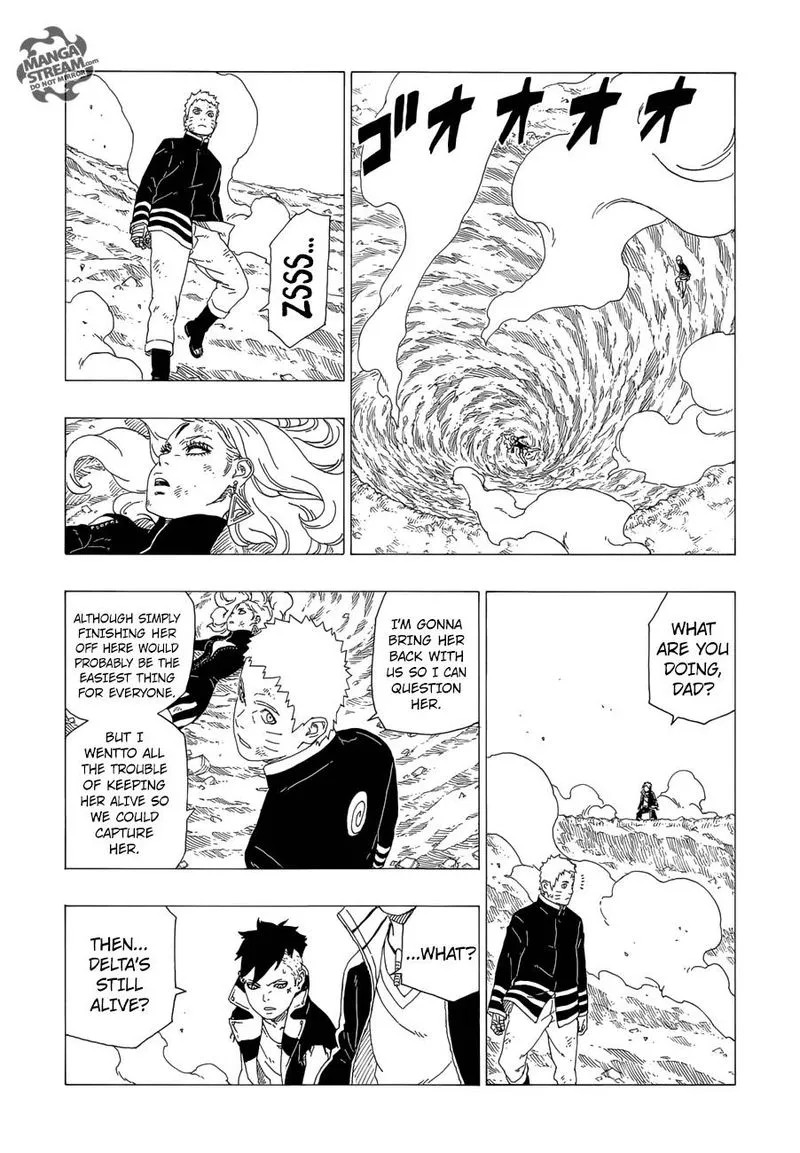 MANGA
STREAM.com
DO NOT MIRROR
ゴオオオオ
ZSSS...
WHAT
ARE YOU
DOING,
DAD?
I'M GONNA
BRING HER
BACK WITH
US SO I CAN
QUESTION
HER.
ALTHOUGH SIMPLY
FINISHING HER
OFF HERE WOULD
PROBABLY BE THE
EASIEST THING
FOR EVERYONE.
BUT I
WENTTO ALL
THE TROUBLE
OF KEEPING
HER ALIVE SO
WE COULD
CAPTURE
HER.
...WHAT?
THEN...
DELTA'S
STILL
ALIVE?